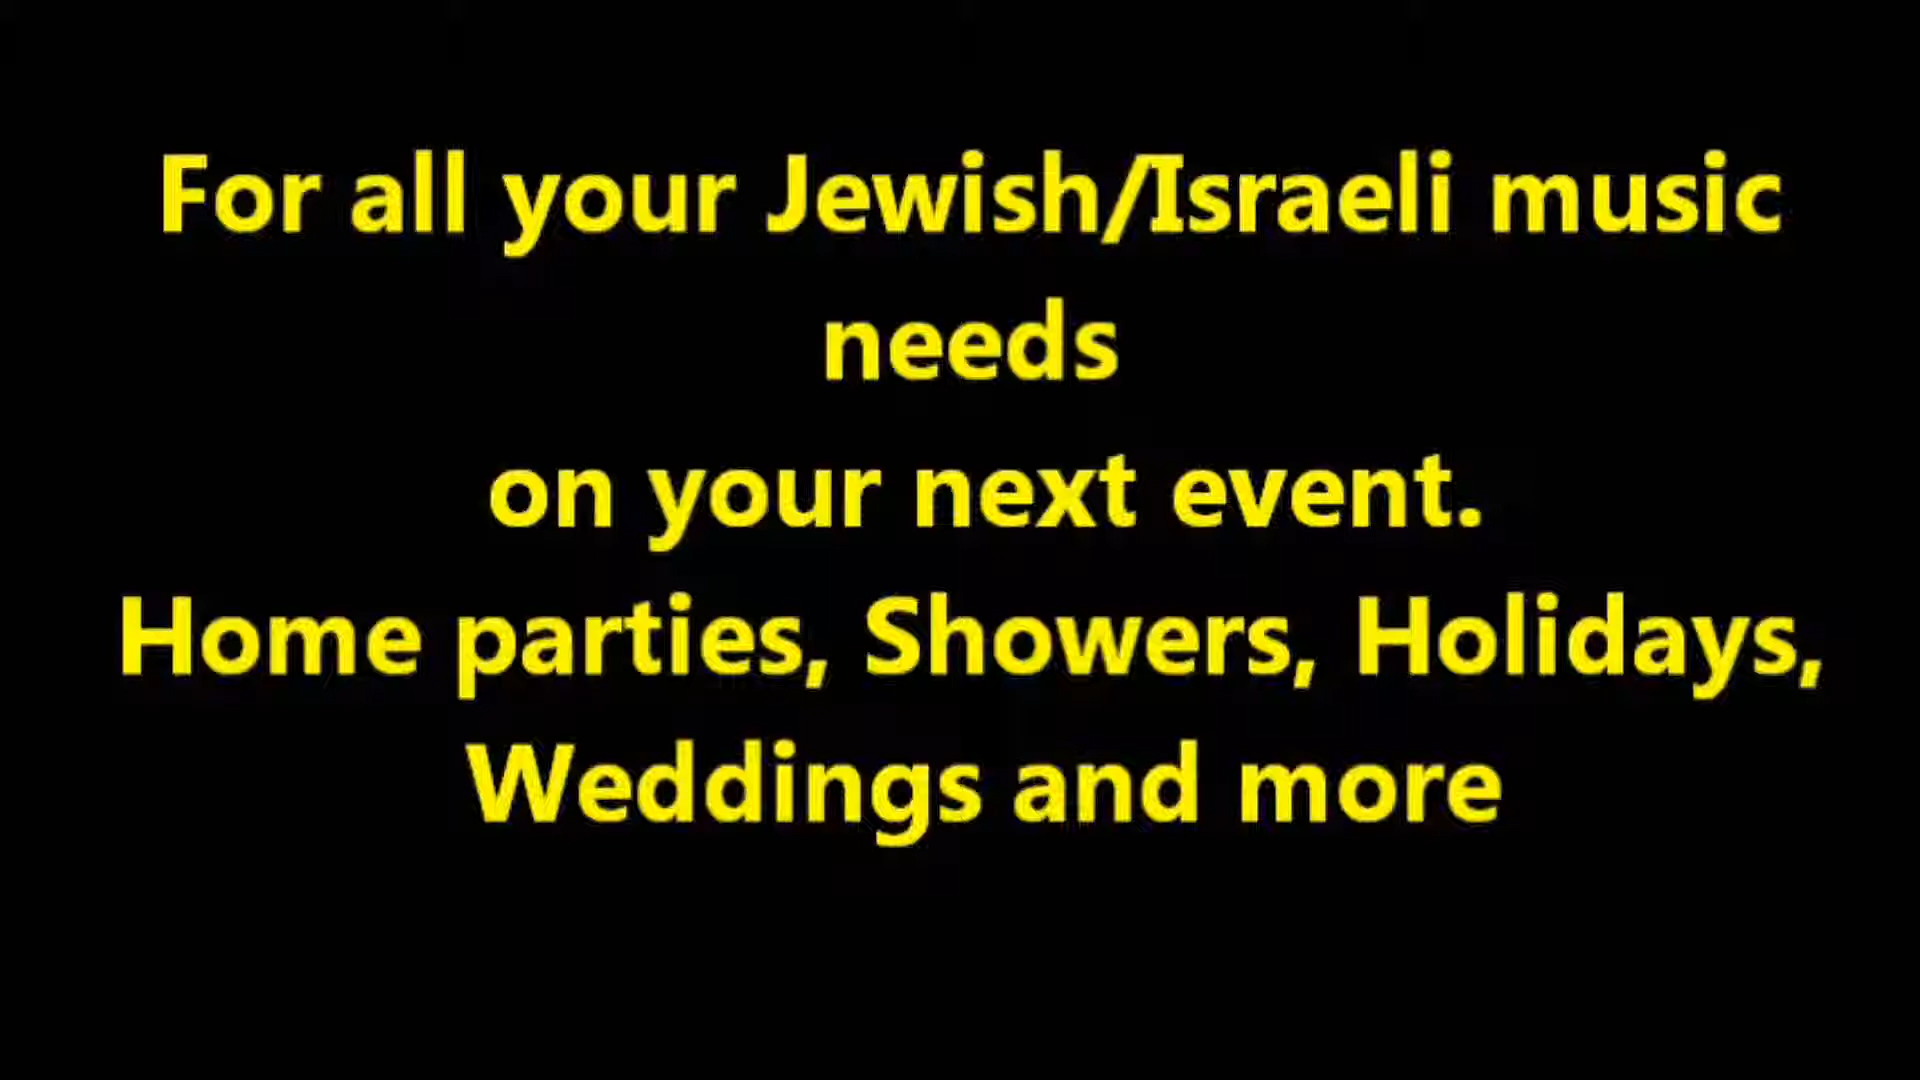 For all your Jewish/Israeli music
needs
on your next event.
Home parties, Showers, Holidays,
Weddings and more